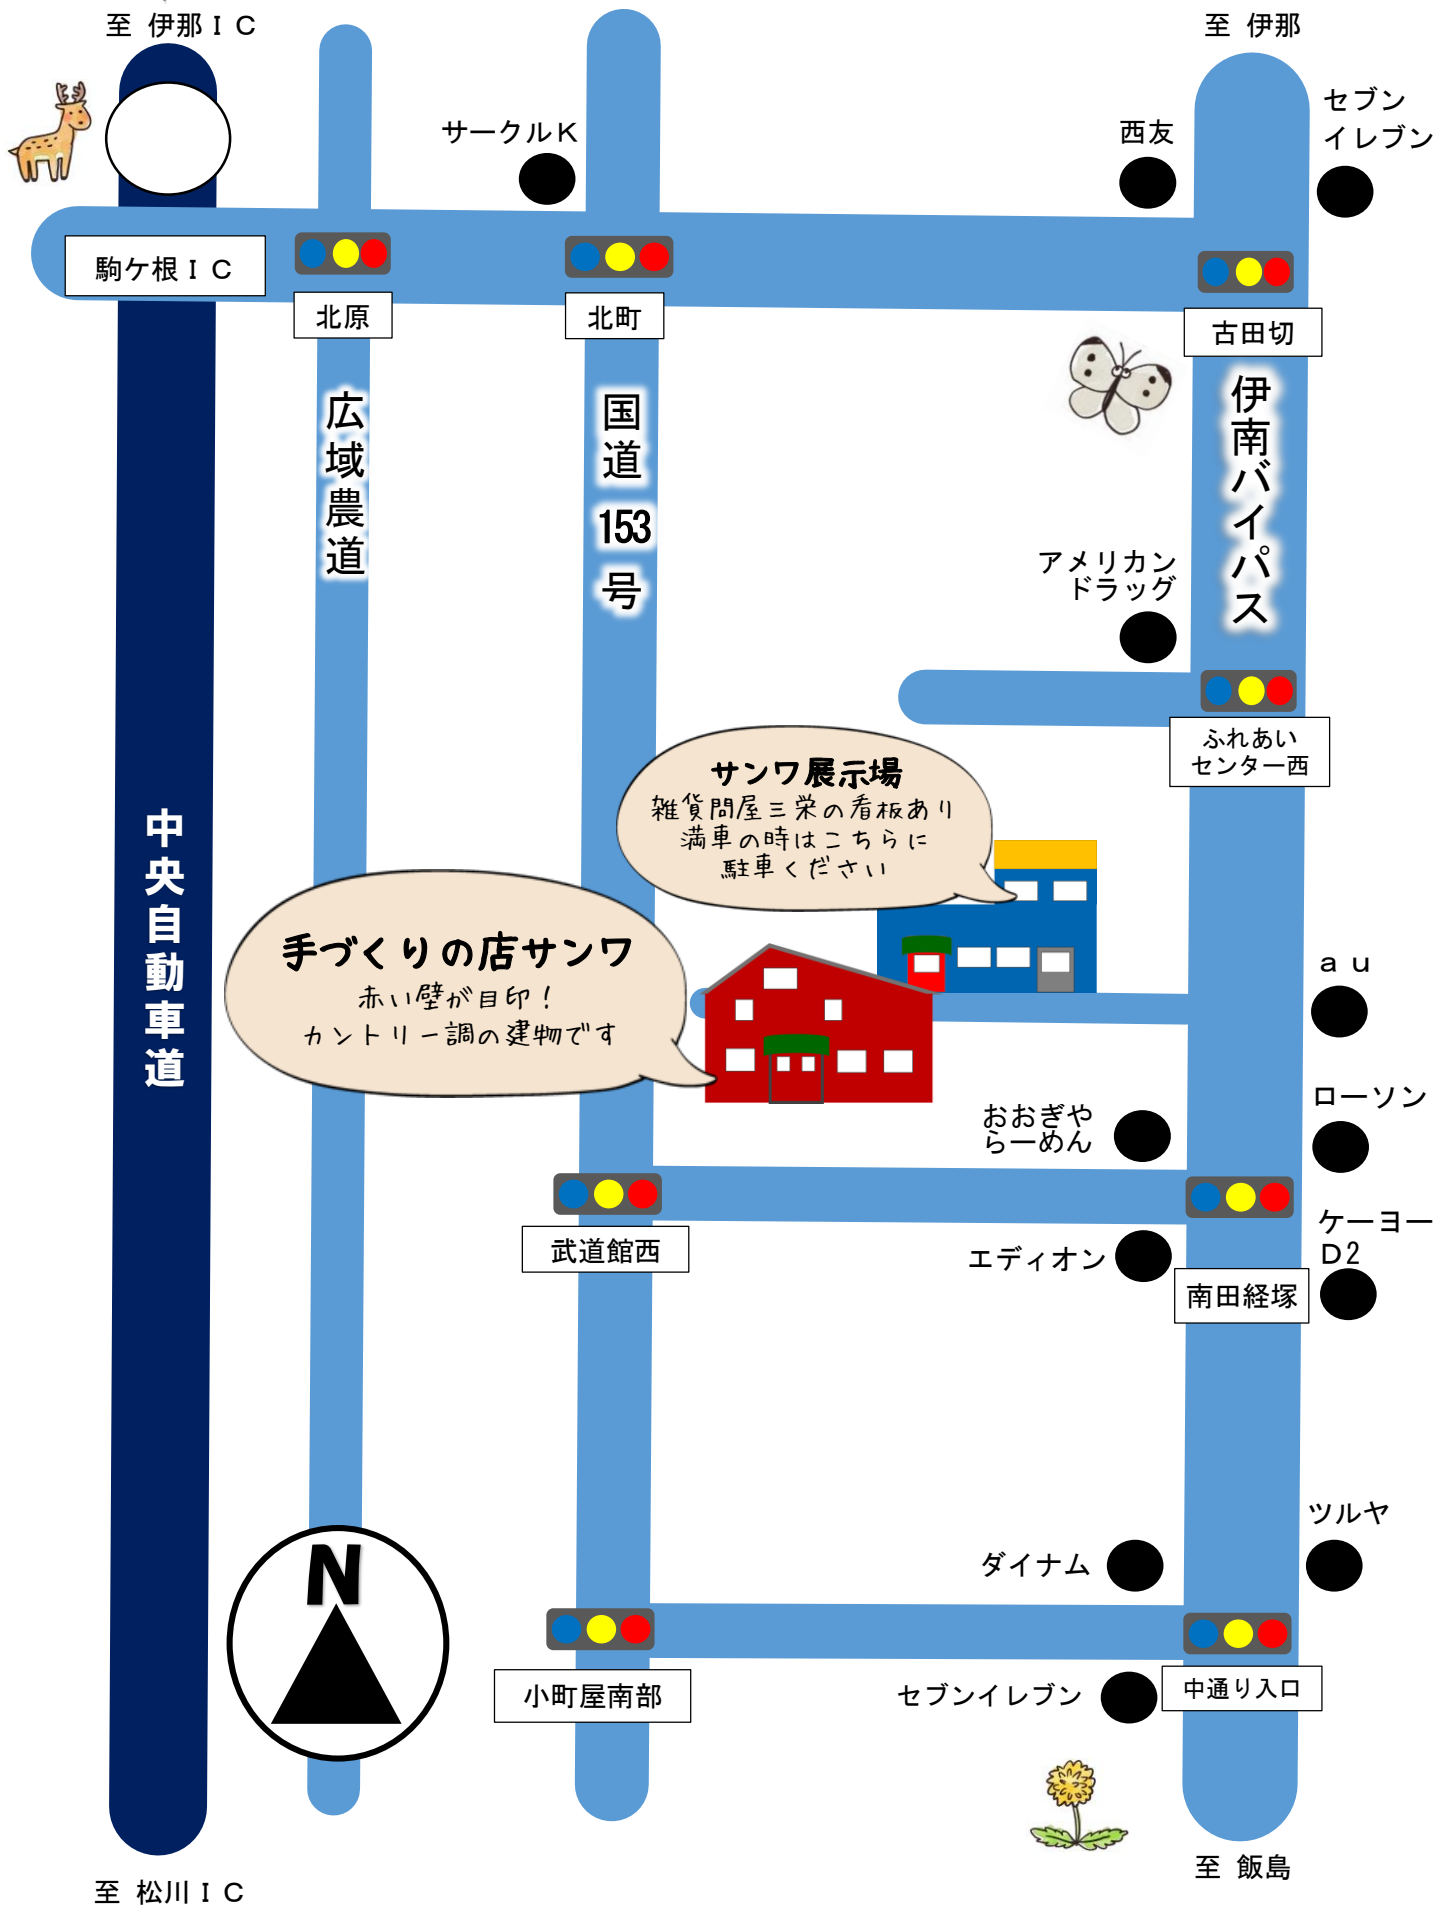 至 伊那ＩＣ
至 伊那
セブン
イレブン
サークルK
西友
駒ケ根ＩＣ
北原
北町
古田切
広域農道
国道153号
伊南バイパス
アメリカン
ドラッグ
ふれあい
センター西
サンワ展示場
雑貨問屋三栄の看板あり
満車の時はこちらに
駐車ください
中央自動車道
手づくりの店サンワ
赤い壁が目印！
カントリー調の建物です
ａｕ
ローソン
おおぎや
らーめん
武道館西
エディオン
ケーヨー
D2
南田経塚
N
ツルヤ
ダイナム
小町屋南部
セブンイレブン
中通り入口
至 飯島
至 松川ＩＣ